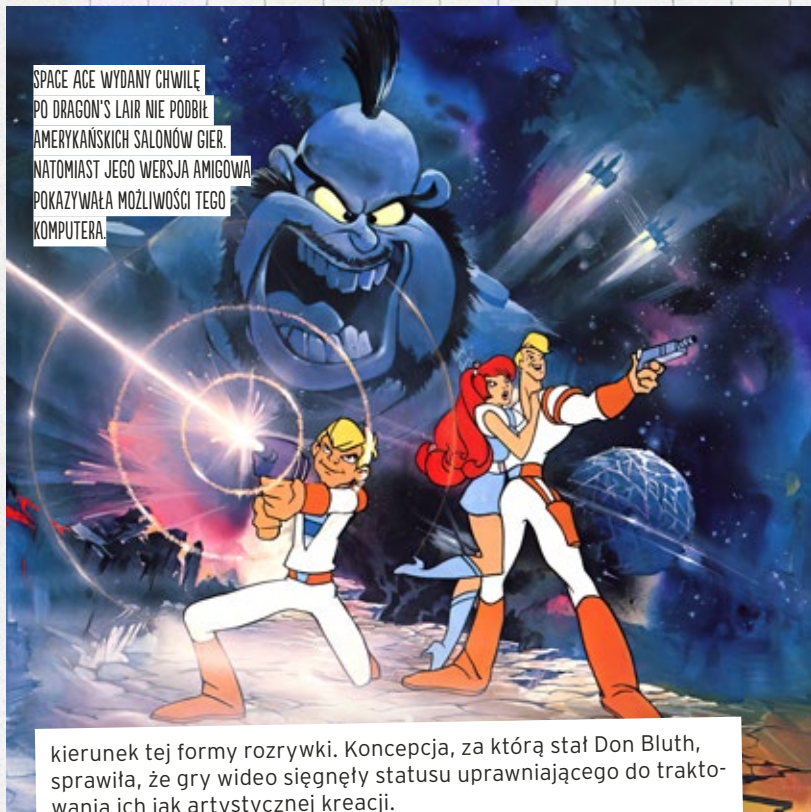 SPACE ACE WYDANY CHWILĘ
PO DRAGON'S LAIR NIE PODBIŁ
AMERYKAŃSKICH SALONÓW GIER.
NATOMIAST JEGO WERSJA AMIGOWA
POKAZYWAŁA MOŻLIWOŚCI TEGO
KOMPUTERA.
kierunek tej formy rozrywki. Koncepcja, za którą stał Don Bluth,
sprawiła, że gry wideo sięgnęły statusu uprawniającego do trakto-
wania ich jak artystycznej kreacji.